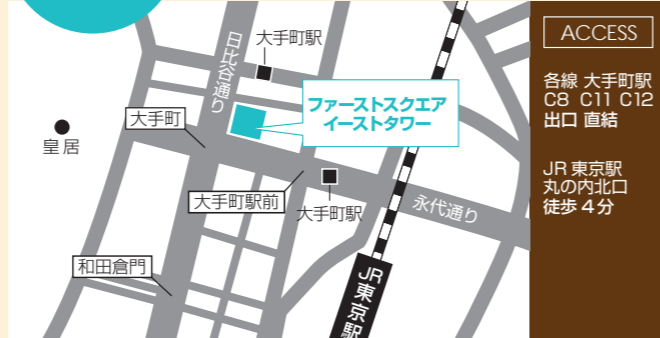 日比谷通り
大手町駅
ファーストスクエア
イーストタワー
大手町
皇居
大手町駅前
大手町駅
永代通り
和田倉門
JR東京駅
ACCESS
各線 大手町駅
C8 C11 C12
出口 直結
JR 東京駅
丸の内北口
徒歩 4 分